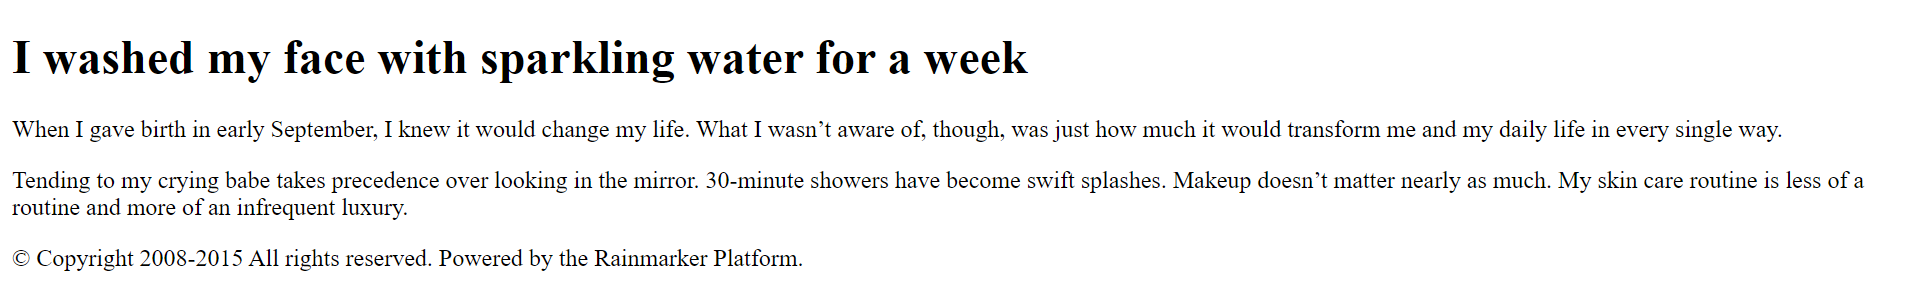 I washed my face with sparkling water for a week
When I gave birth in early September, I knew it would change my life. What I wasn’t aware of, though, was just how much it would transform me and my daily life in every single way.
Tending to my crying babe takes precedence over looking in the mirror. 30-minute showers have become swift splashes. Makeup doesn’t matter nearly as much. My skin care routine is less of a
routine and more of an infrequent luxury.
© Copyright 2008-2015 All rights reserved. Powered by the Rainmarker Platform.